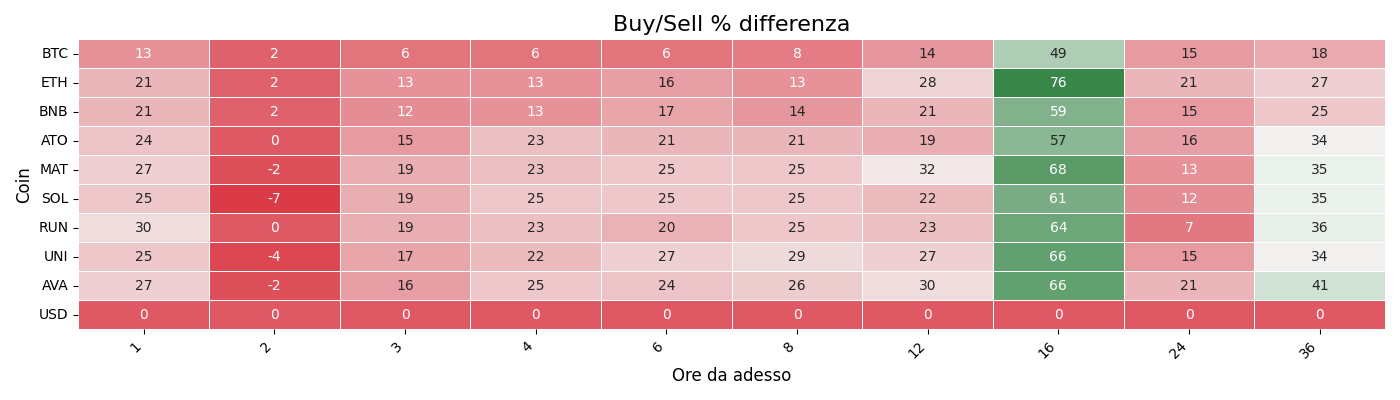 Buy/Sell % differenza
Coin
BTC 13 2 6 6 6 8 14 49 15 18
ETH 21 2 13 13 16 13 28 76 21 27
BNB 21 2 12 13 17 14 21 59 15 25
ATO 24 0 15 23 21 21 19 57 16 34
MAT 27 -2 19 23 25 25 32 68 13 35
SOL 25 -7 19 25 25 25 22 61 12 35
RUN 30 0 19 23 20 25 23 64 7 36
UNI 25 -4 17 22 27 29 27 66 15 34
AVA 27 -2 16 25 24 26 30 66 21 41
USD 0 0 0 0 0 0 0 0 0 0
1 2 3 4 6 8 12 16 24 36
Ore da adesso